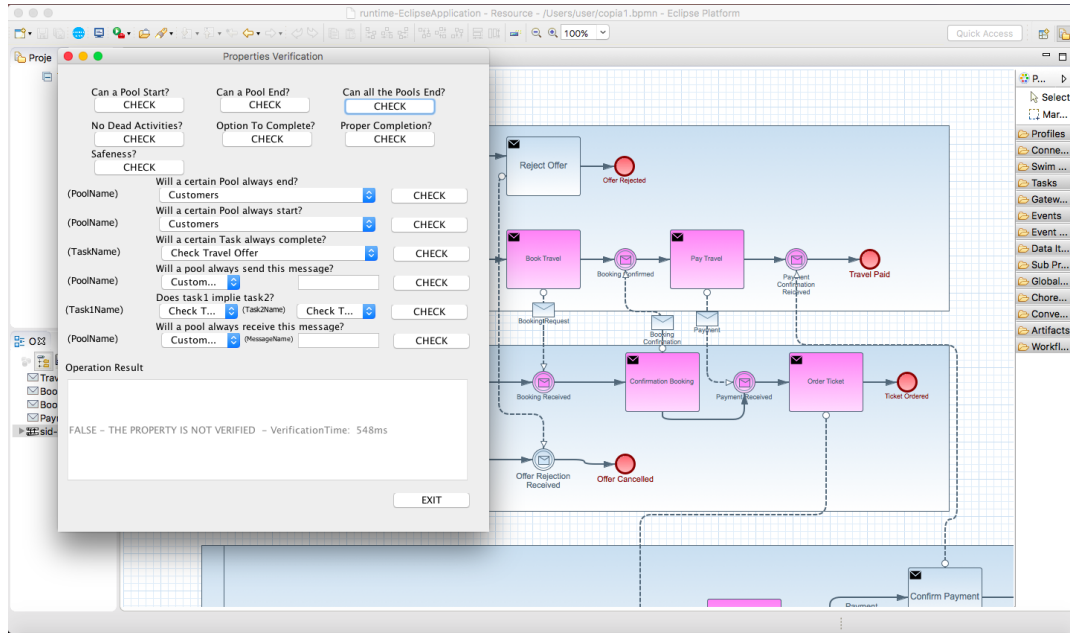 runtime-EclipseApplication - Resource - /Users/user/copia1.bpmn - Eclipse Platform
100%
Quick Access
Proje
Properties Verification
Can a Pool Start?
Can a Pool End?
Can all the Pools End?
CHECK
CHECK
CHECK
No Dead Activities?
Option To Complete?
Proper Completion?
CHECK
CHECK
CHECK
Safeness?
CHECK
Will a certain Pool always end?
(PoolName)
Customers
CHECK
Will a certain Pool always start?
(PoolName)
Customers
CHECK
Will a certain Task always complete?
(TaskName)
Check Travel Offer
CHECK
Will a pool always send this message?
(PoolName)
Custom...
CHECK
Does task1 implie task2?
(Task1Name)
Check T...
(Task2Name)
Check T...
CHECK
Will a pool always receive this message?
(PoolName)
Custom...
(MessageName)
CHECK
Operation Result
FALSE - THE PROPERTY IS NOT VERIFIED - VerificationTime: 548ms
EXIT
Trav
Boo
Boo
Payr
sid-
Reject Offer
Offer Rejected
Book Travel
Booking Confirmed
Pay Travel
Payment
Confirmation
Reicived
Travel Paid
BookingRequest
Booking
Confirmation
Payment
Booking Received
Confirmation Booking
Payment Received
Order Ticket
Ticket Ordered
Offer Rejection
Received
Offer Cancelled
Payment
Confirm Payment
P...
Select
Mar...
Profiles
Conne...
Swim ...
Tasks
Gatew...
Events
Event ...
Data It...
Sub Pr...
Global...
Chore...
Conve...
Artifacts
Workfl...